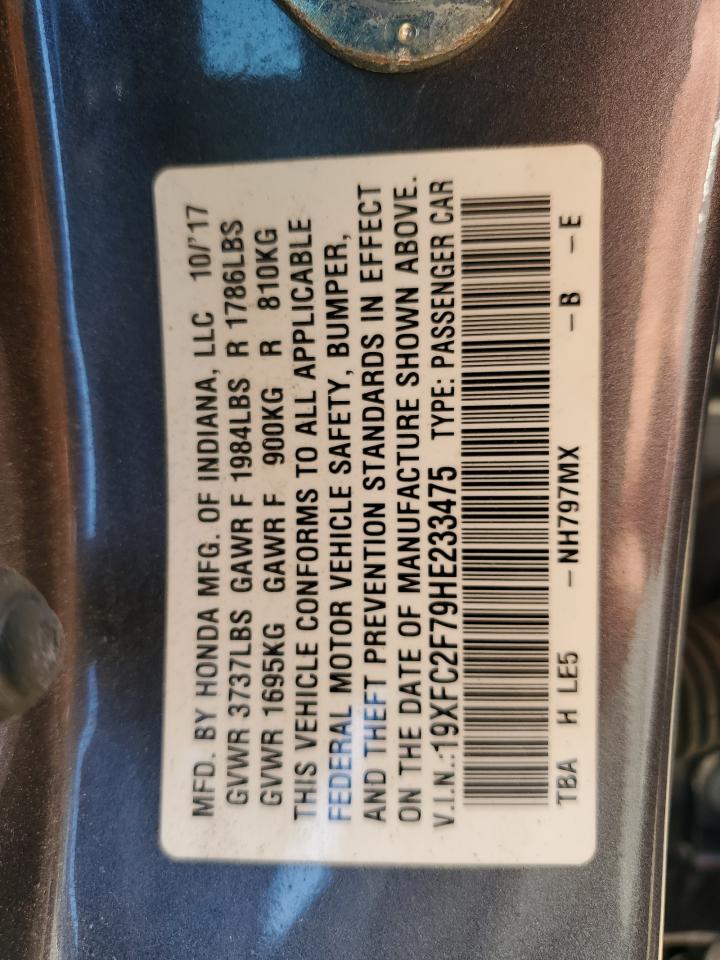 MFD. BY HONDA MFG. OF INDIANA, LLC 10/'17
GVWR 3737LBS GAWR F 1984LBS R 1786LBS
GVWR 1695KG GAWR F 900KG R 810KG
THIS VEHICLE CONFORMS TO ALL APPLICABLE
FEDERAL MOTOR VEHICLE SAFETY, BUMPER,
AND THEFT PREVENTION STANDARDS IN EFFECT
ON THE DATE OF MANUFACTURE SHOWN ABOVE.
V.I.N.:19XFC2F79HE233475 TYPE: PASSENGER CAR
TBA H LE5 -NH797MX -B -E